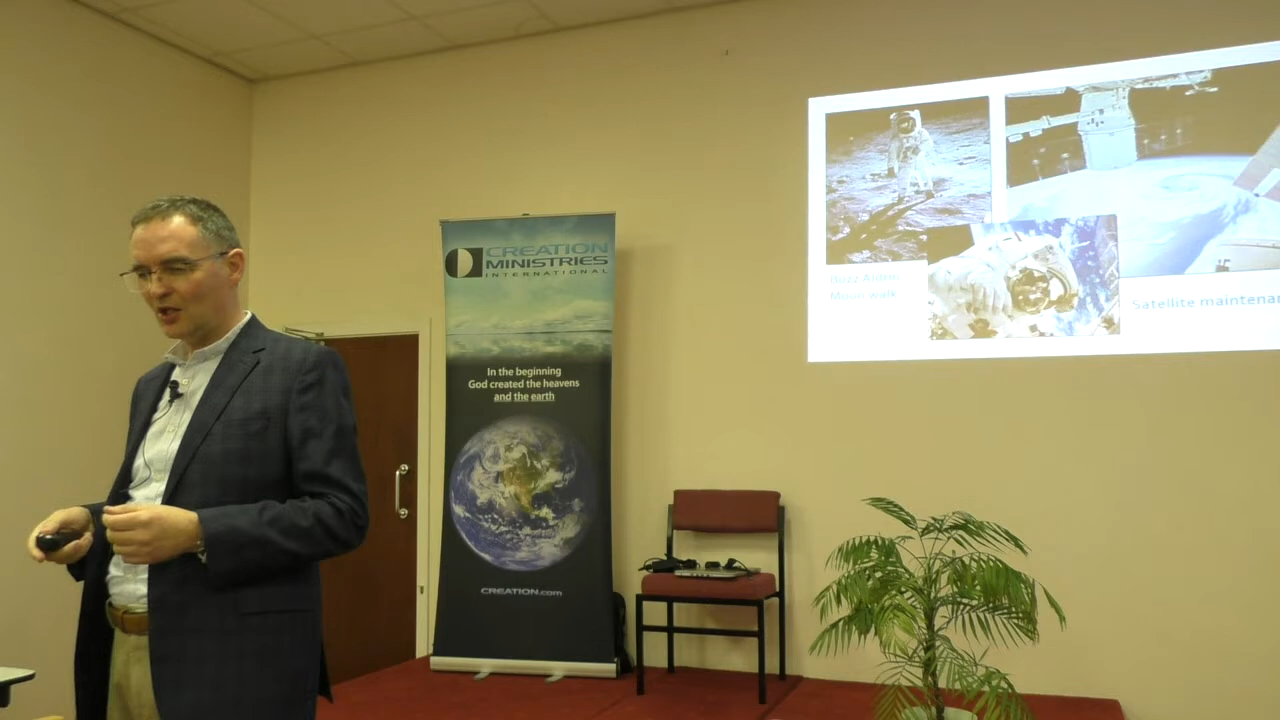 CREATION
MINISTRIES
INTERNATIONAL
In the beginning
God created the heavens
and the earth
CREATION.com
Buzz Aldrin
Moon walk
Satellite maintenan